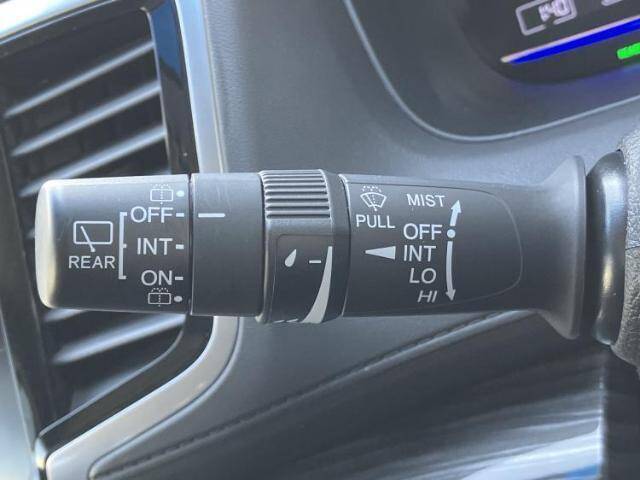 OFF
INT
ON
REAR
PULL
MIST
OFF
INT
LO
HI